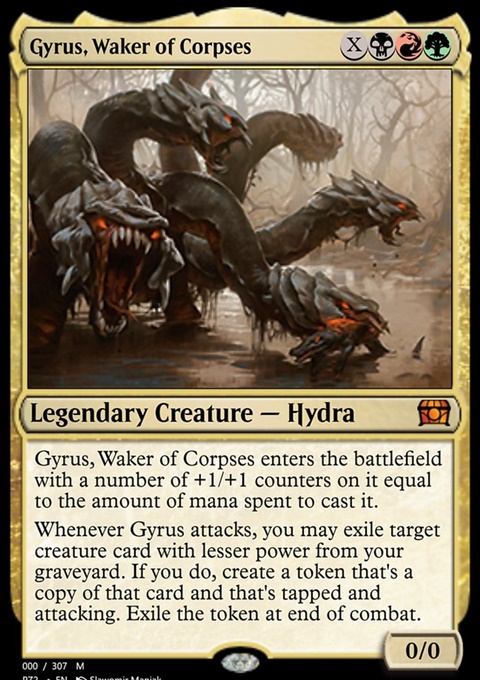 Gyrus, Waker of Corpses X
Legendary Creature — Hydra
Gyrus, Waker of Corpses enters the battlefield
with a number of +1/+1 counters on it equal
to the amount of mana spent to cast it.
Whenever Gyrus attacks, you may exile target
creature card with lesser power from your
graveyard. If you do, create a token that's a
copy of that card and that's tapped and
attacking. Exile the token at end of combat.
0/0
000 / 307 M
PZ2 • EN Slawomir Maniak